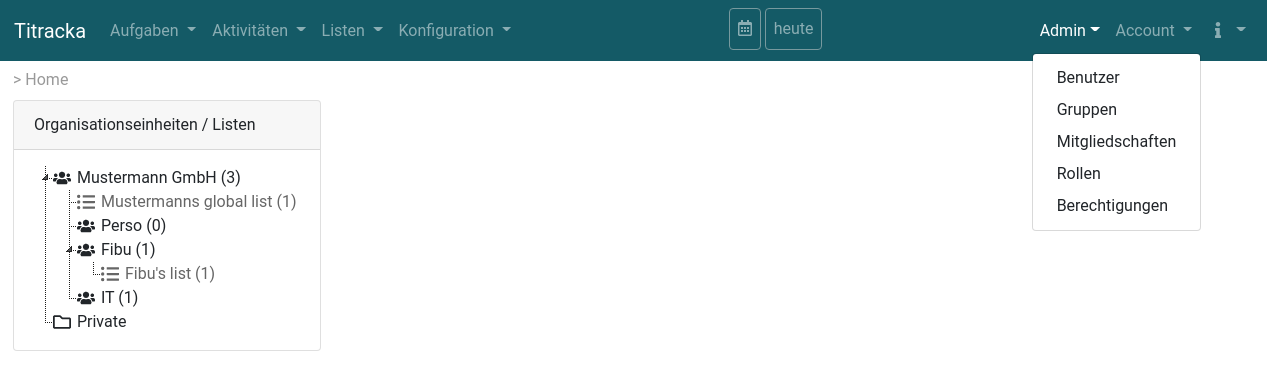 Titracka Aufgaben Aktivitäten Listen Konfiguration heute Admin Account
> Home
Benutzer
Gruppen
Mitgliedschaften
Rollen
Berechtigungen
Organisationseinheiten / Listen
Mustermann GmbH (3)
Mustermanns global list (1)
Perso (0)
Fibu (1)
Fibu's list (1)
IT (1)
Private